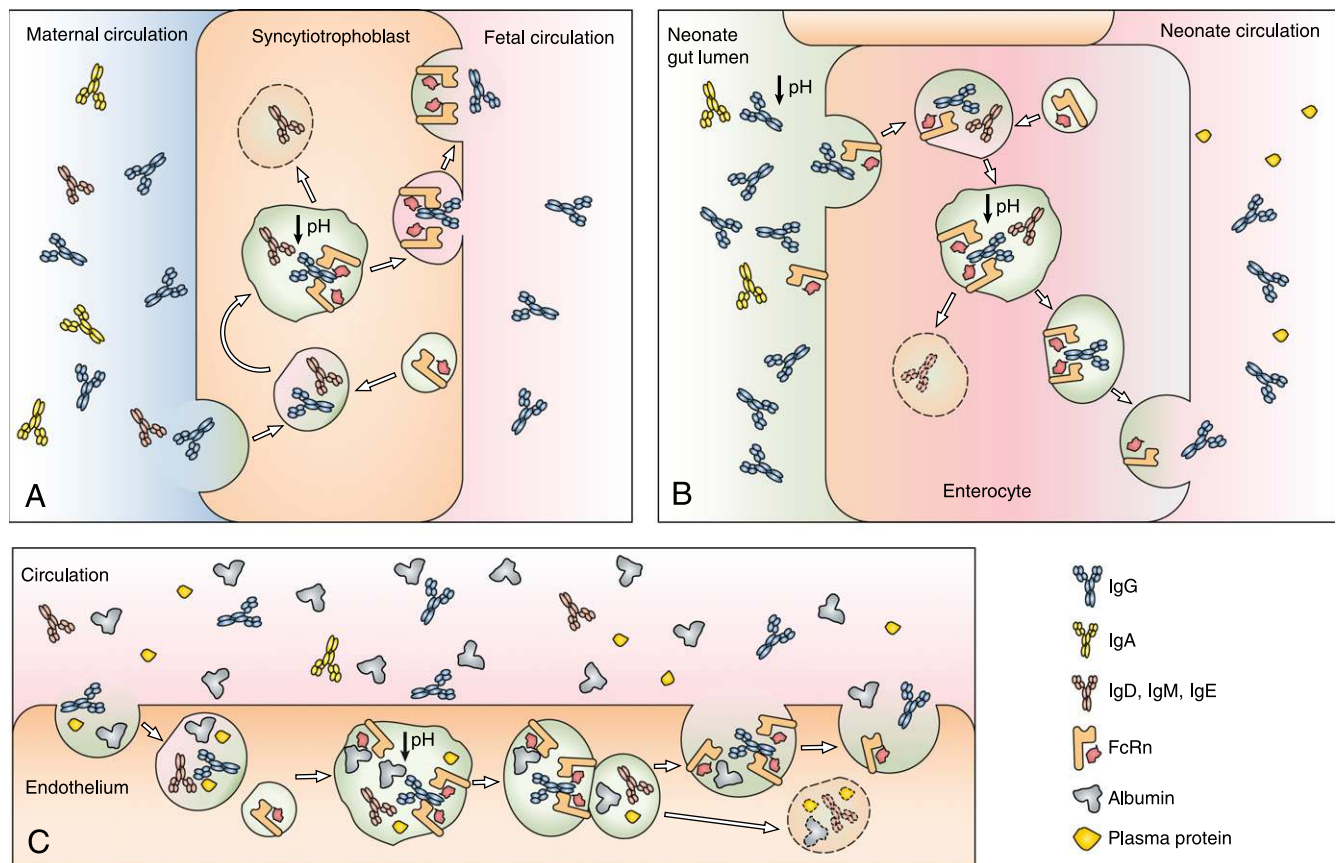 Maternal circulation
Syncytiotrophoblast
Fetal circulation
pH
A
Neonate
gut lumen
pH
Neonate circulation
pH
Enterocyte
B
Circulation
pH
Endothelium
C
IgG
IgA
IgD, IgM, IgE
FcRn
Albumin
Plasma protein